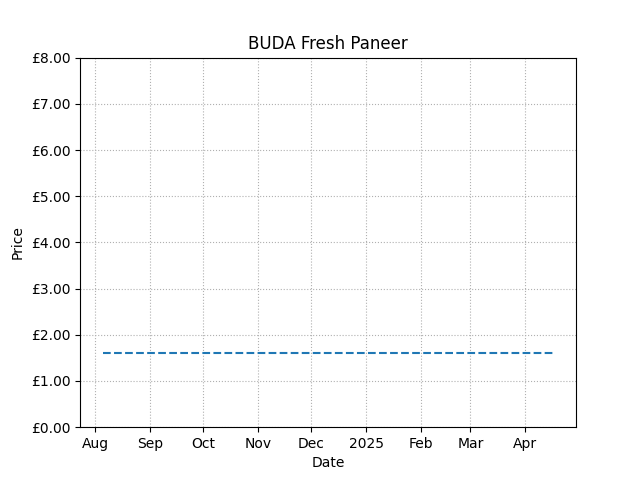 BUDA Fresh Paneer
£8.00
£7.00
£6.00
£5.00
£4.00
£3.00
£2.00
£1.00
£0.00
Price
Aug Sep Oct Nov Dec 2025 Feb Mar Apr
Date